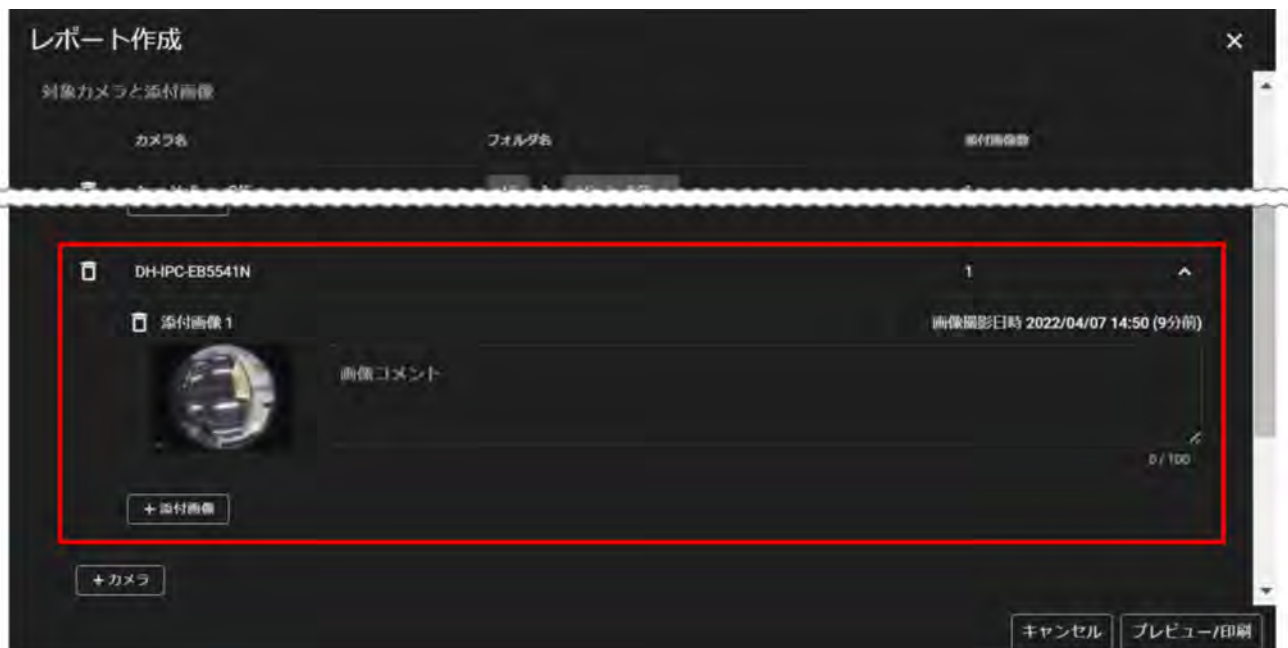 レポート作成
対象カメラと添付画像
カメラ名 フォルダ名 添付画像数
DH-IPC-EB5541N 1
添付画像 1 画像撮影日時 2022/04/07 14:50 (9分前)
画像コメント
0 / 100
+ 添付画像
+ カメラ
キャンセル プレビュー/印刷